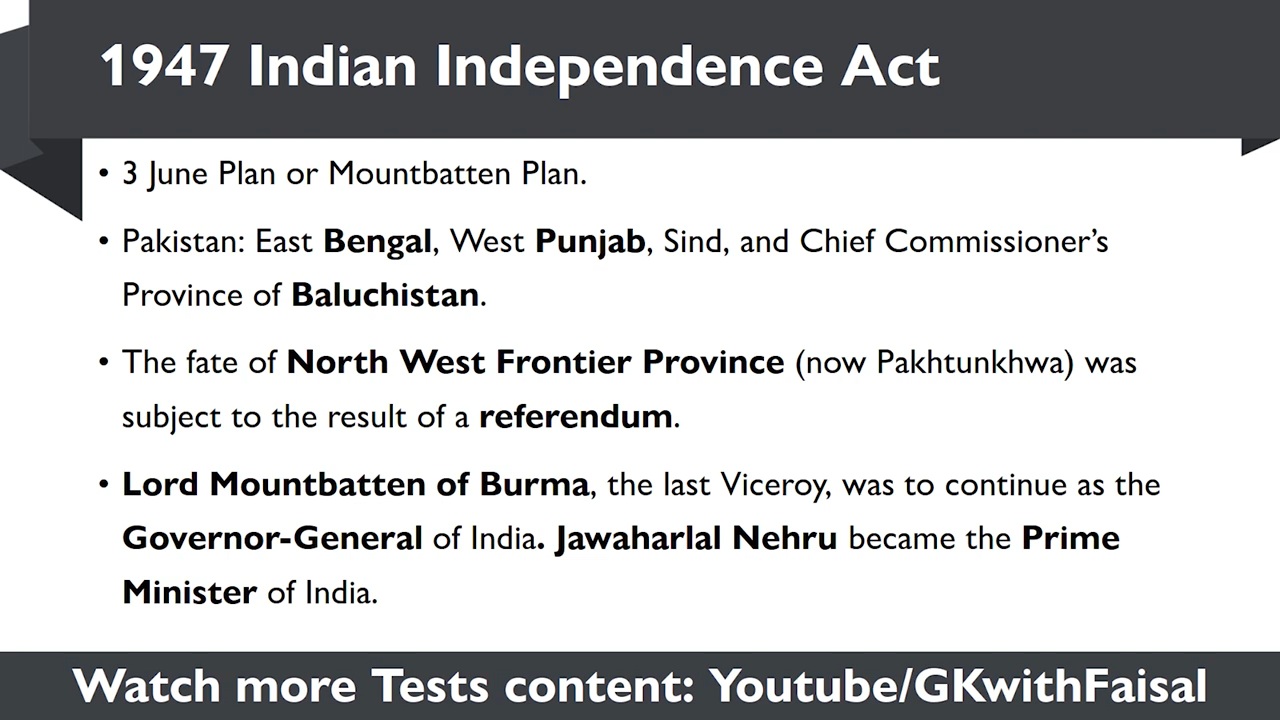 1947 Indian Independence Act
• 3 June Plan or Mountbatten Plan.
• Pakistan: East Bengal, West Punjab, Sind, and Chief Commissioner's
Province of Baluchistan.
• The fate of North West Frontier Province (now Pakhtunkhwa) was
subject to the result of a referendum.
• Lord Mountbatten of Burma, the last Viceroy, was to continue as the
Governor-General of India. Jawaharlal Nehru became the Prime
Minister of India.
Watch more Tests content: Youtube/GKwithFaisal